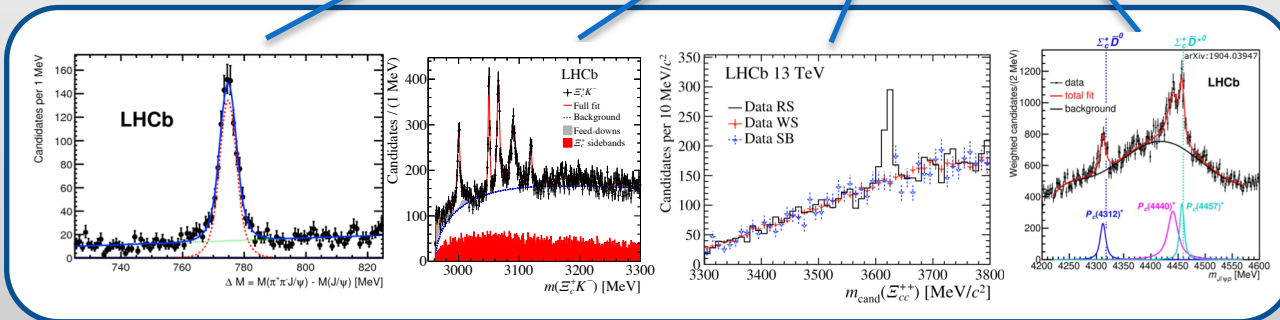 Candidates per 1 MeV
160
140
120
100
80
60
40
20
0
LHCb
740
760
780
800
820
Δ M = M(π⁺π⁻J/ψ) - M(J/ψ) [MeV]
Candidates / (1 MeV)
400
300
200
100
0
LHCb
Ξc⁺K⁻
Full fit
Background
Feed-downs
Ξc⁺ sidebands
3000
3100
3200
3300
m(Ξc⁺K⁻) [MeV]
Candidates per 10 MeV/c²
350
300
250
200
150
100
50
0
LHCb 13 TeV
Data RS
Data WS
Data SB
3300
3400
3500
3600
3700
3800
m_cand(Ξcc⁺⁺) [MeV/c²]
Σc⁺D̄⁰
Σc⁺D̄*⁰
arXiv:1904.03947
Weighted candidates/(2 MeV)
1200
1000
800
600
400
200
0
LHCb
data
total fit
background
Pc(4312)⁺
Pc(4440)⁺
Pc(4457)⁺
4200
4250
4300
4350
4400
4450
4500
4550
4600
m_J/ψp [MeV]